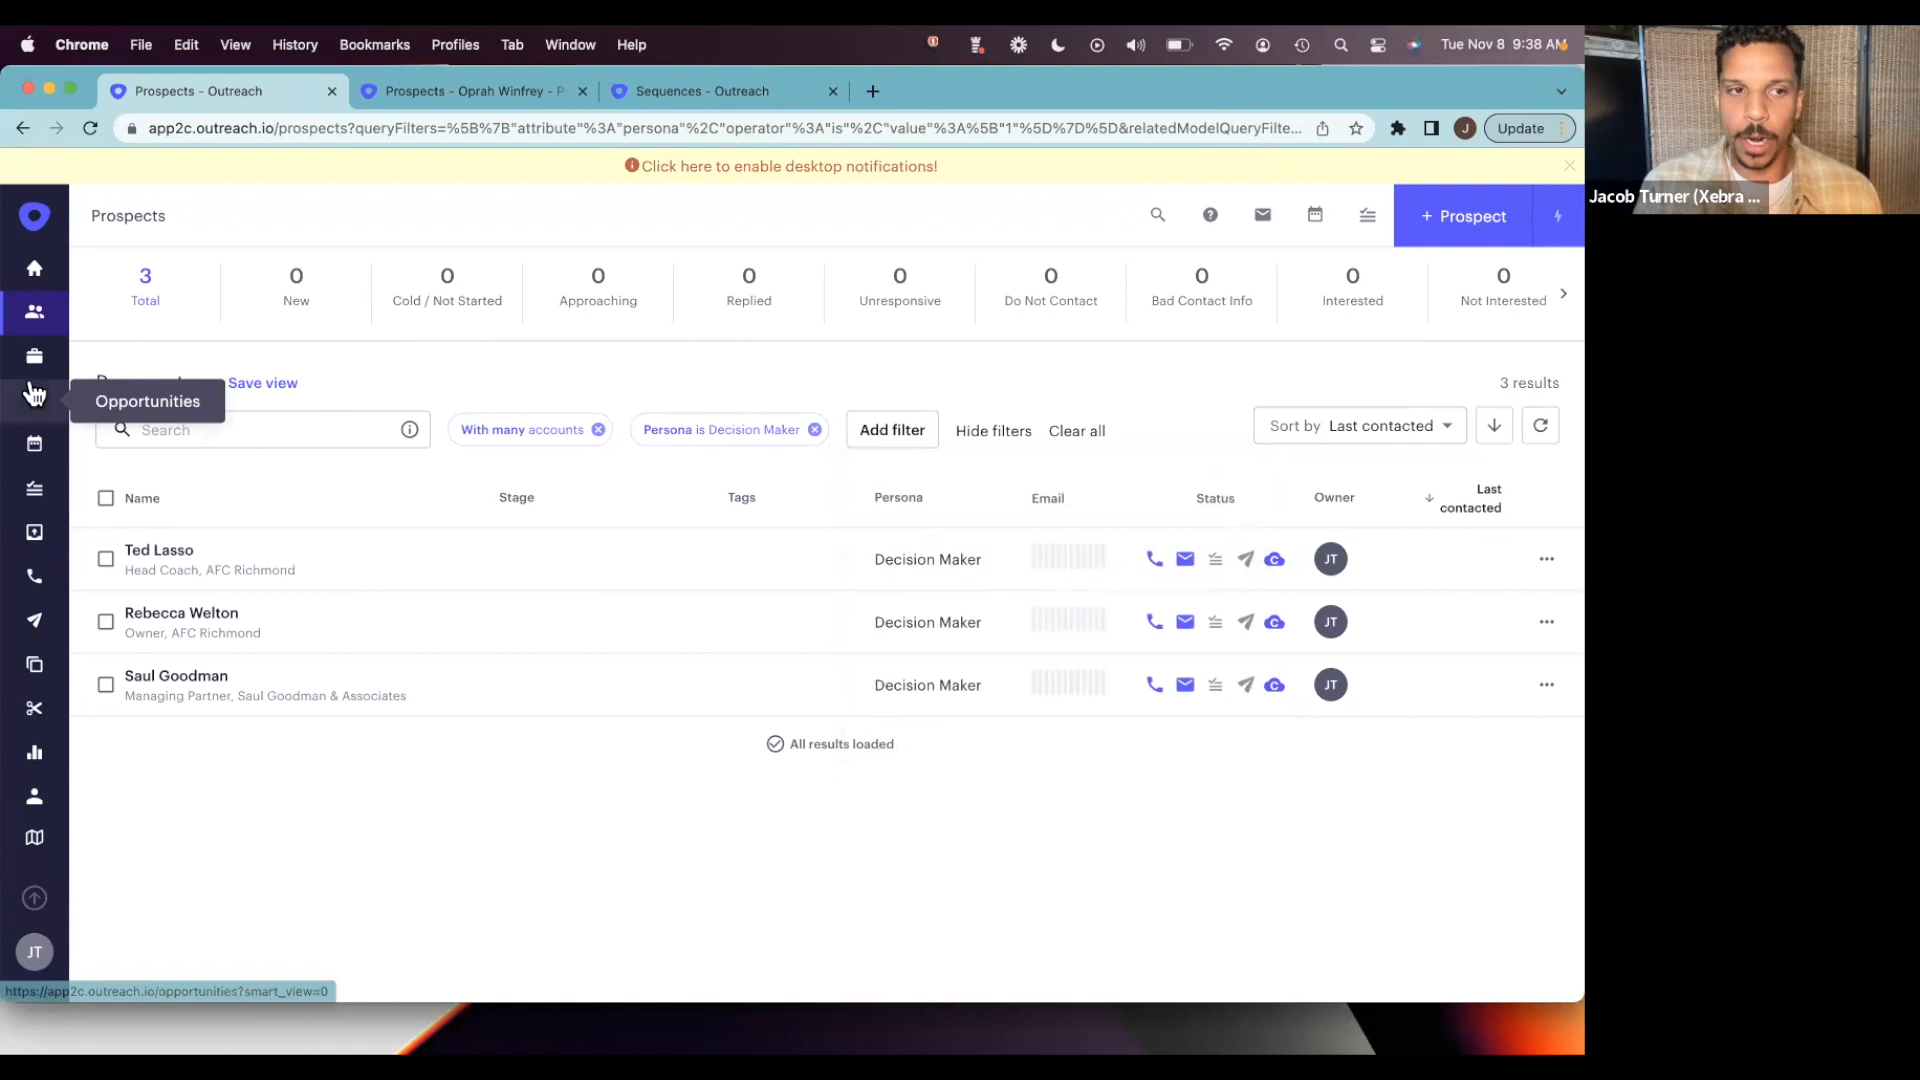 Chrome File Edit View History Bookmarks Profiles Tab Window Help Tue Nov 8 9:38 AM
Prospects - Outreach Prospects - Oprah Winfrey - P Sequences - Outreach
app2c.outreach.io/prospects?queryFilters=%5B%7B"attribute"%3A"persona"%2C"operator"%3A"is"%2C"value"%3A%5B"1"%5D%7D%5D&relatedModelQueryFilte... J Update
Click here to enable desktop notifications!
Jacob Turner (Xebra ...
Prospects
+ Prospect
3 0 0 0 0 0 0 0 0 0
Total New Cold / Not Started Approaching Replied Unresponsive Do Not Contact Bad Contact Info Interested Not Interested
Save view
3 results
Opportunities
Search
With many accounts
Persona is Decision Maker
Add filter
Hide filters
Clear all
Sort by Last contacted
Name Stage Tags Persona Email Status Owner Last contacted
Ted Lasso
Head Coach, AFC Richmond
Decision Maker
C
JT
Rebecca Welton
Owner, AFC Richmond
Decision Maker
C
JT
Saul Goodman
Managing Partner, Saul Goodman & Associates
Decision Maker
C
JT
All results loaded
JT
https://app2c.outreach.io/opportunities?smart_view=0